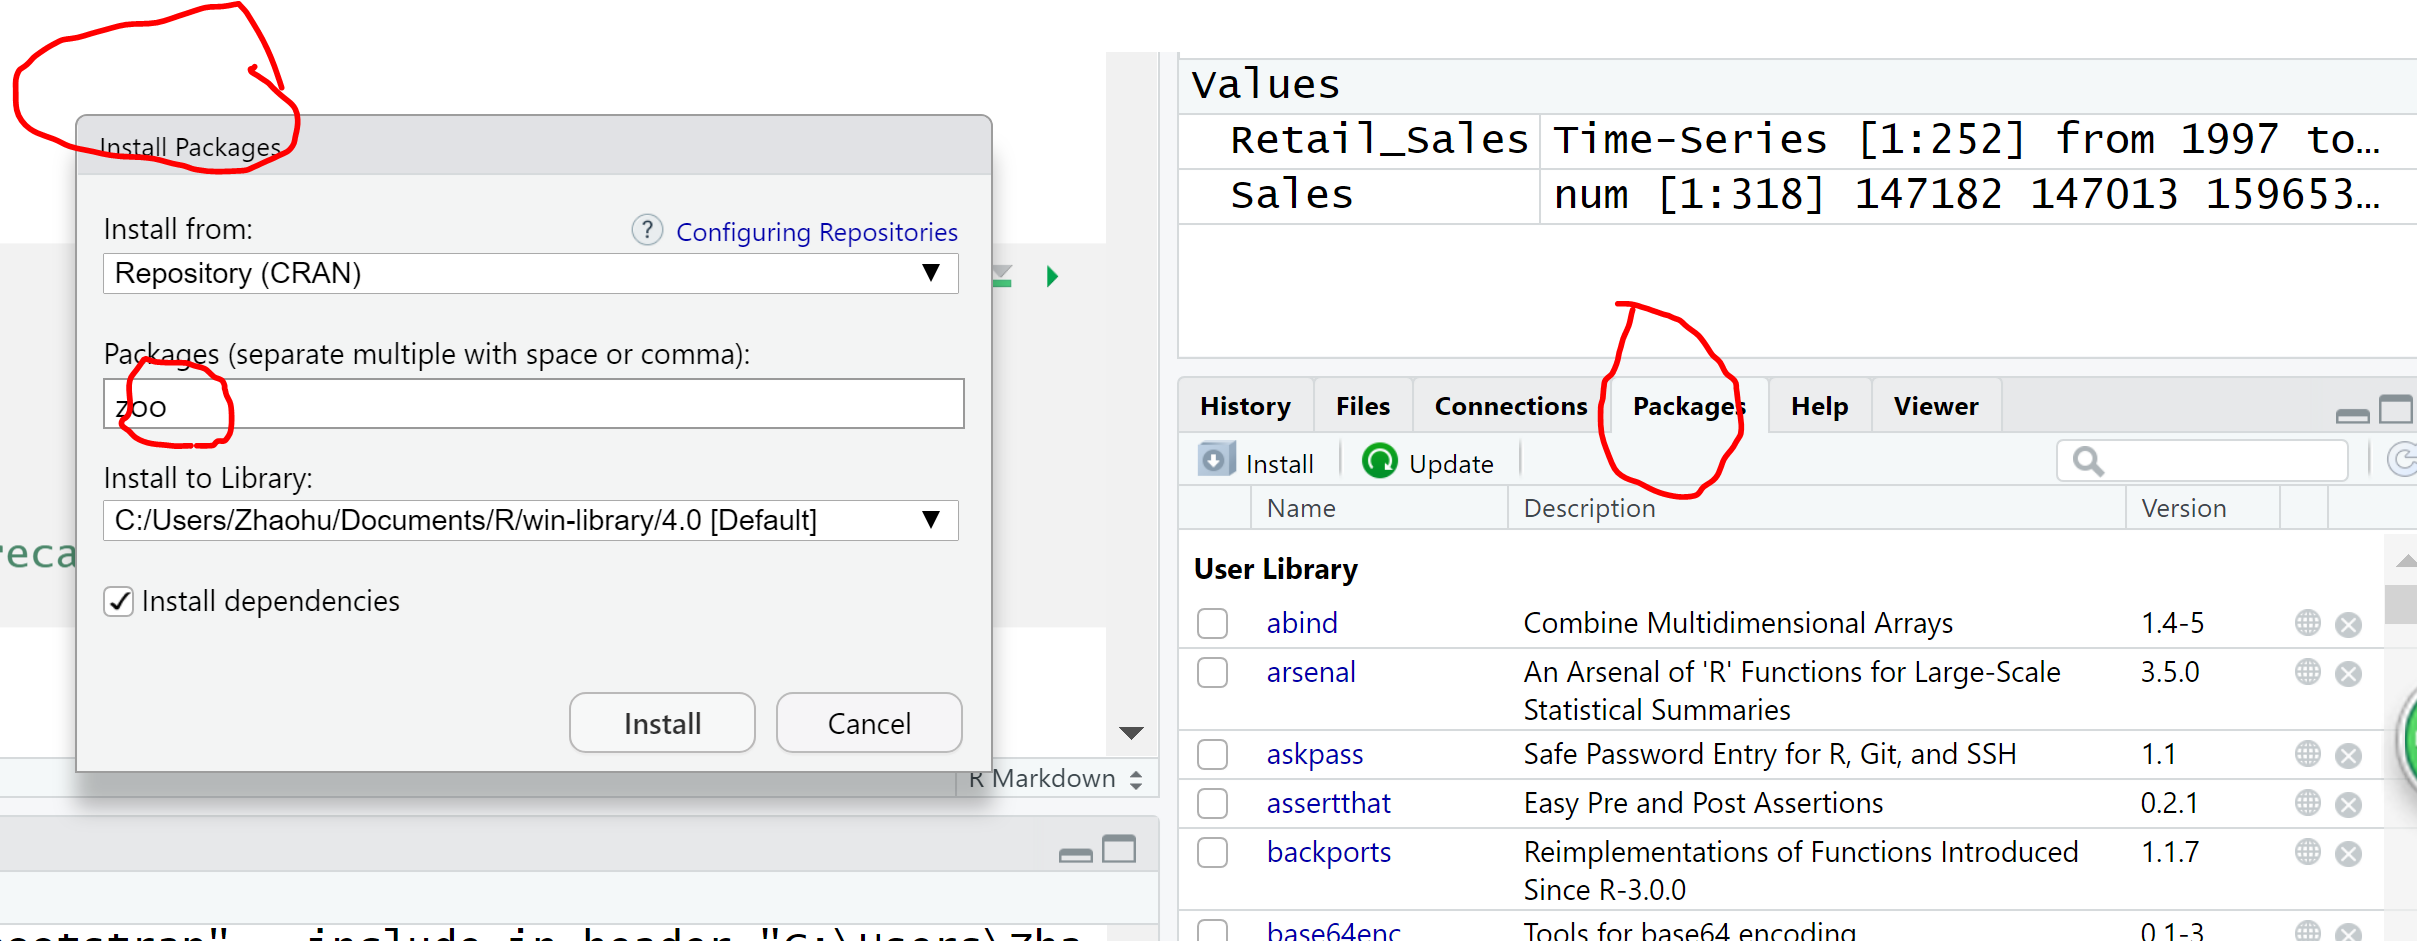 Install Packages
Install from:
? Configuring Repositories
Repository (CRAN)
Packages (separate multiple with space or comma):
zoo
Install to Library:
C:/Users/Zhaohu/Documents/R/win-library/4.0 [Default]
Install dependencies
Install Cancel
reca
R Markdown
Values
Retail_Sales Time-Series [1:252] from 1997 to…
Sales num [1:318] 147182 147013 159653…
History Files Connections Packages Help Viewer
Install Update
Name Description Version
User Library
abind Combine Multidimensional Arrays 1.4-5
arsenal An Arsenal of 'R' Functions for Large-Scale 3.5.0
Statistical Summaries
askpass Safe Password Entry for R, Git, and SSH 1.1
assertthat Easy Pre and Post Assertions 0.2.1
backports Reimplementations of Functions Introduced 1.1.7
Since R-3.0.0
base64enc Tools for base64 encoding 0.1-3